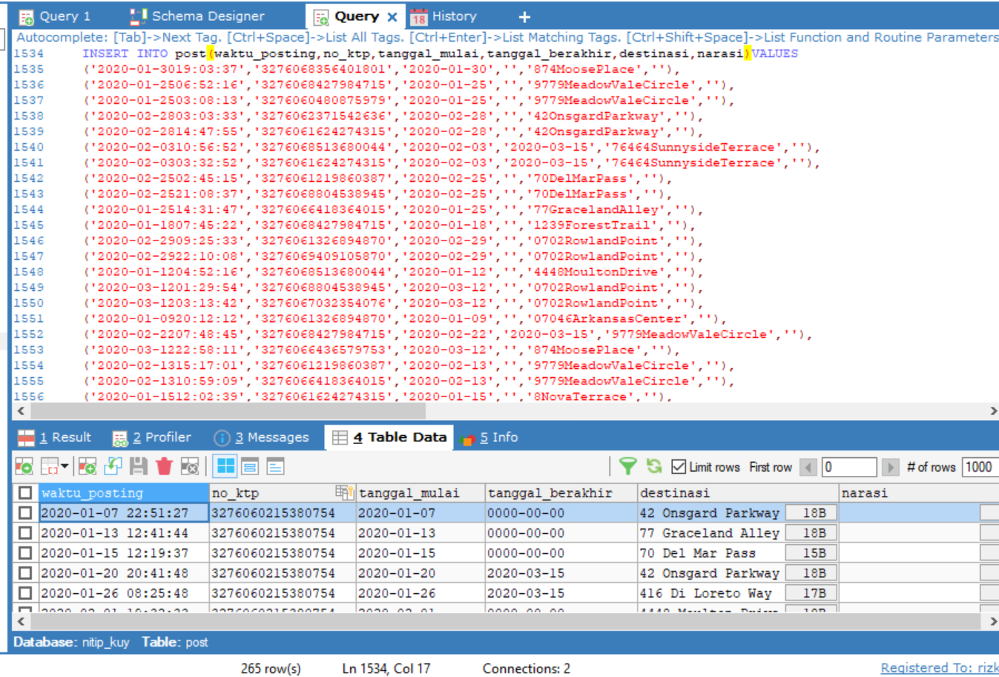 Query 1 Schema Designer Query × 18 History +
Autocomplete: [Tab]->Next Tag. [Ctrl+Space]->List All Tags. [Ctrl+Enter]->List Matching Tags. [Ctrl+Shift+Space]->List Function and Routine Parameters
1534 INSERT INTO post(waktu_posting,no_ktp,tanggal_mulai,tanggal_berakhir,destinasi,narasi)VALUES
1535 ('2020-01-3019:03:37','3276068356401801','2020-01-30','','874MoosePlace',''),
1536 ('2020-01-2506:52:16','3276068427984715','2020-01-25','','9779MeadowValeCircle',''),
1537 ('2020-01-2503:08:13','3276060480875979','2020-01-25','','9779MeadowValeCircle',''),
1538 ('2020-02-2803:03:33','3276062371542636','2020-02-28','','42OnsgardParkway',''),
1539 ('2020-02-2814:47:55','3276061624274315','2020-02-28','','42OnsgardParkway',''),
1540 ('2020-02-0310:56:52','3276068513680044','2020-02-03','2020-03-15','76464SunnysideTerrace',''),
1541 ('2020-02-0303:32:52','3276061624274315','2020-02-03','2020-03-15','76464SunnysideTerrace',''),
1542 ('2020-02-2502:45:15','3276061219860387','2020-02-25','','70DelMarPass',''),
1543 ('2020-02-2521:08:37','3276068804538945','2020-02-25','','70DelMarPass',''),
1544 ('2020-01-2514:31:47','3276066418364015','2020-01-25','','77GracelandAlley',''),
1545 ('2020-01-1807:45:22','3276068427984715','2020-01-18','','1239ForestTrail',''),
1546 ('2020-02-2909:25:33','3276061326894870','2020-02-29','','0702RowlandPoint',''),
1547 ('2020-02-2922:10:08','3276069409105870','2020-02-29','','0702RowlandPoint',''),
1548 ('2020-01-1204:52:16','3276068513680044','2020-01-12','','4448MoultonDrive',''),
1549 ('2020-03-1201:29:54','3276068804538945','2020-03-12','','0702RowlandPoint',''),
1550 ('2020-03-1203:13:42','3276067032354076','2020-03-12','','0702RowlandPoint',''),
1551 ('2020-01-0920:12:12','3276061326894870','2020-01-09','','07046ArkansasCenter',''),
1552 ('2020-02-2207:48:45','3276068427984715','2020-02-22','2020-03-15','9779MeadowValeCircle',''),
1553 ('2020-03-1222:58:11','3276066436579753','2020-03-12','','874MoosePlace',''),
1554 ('2020-02-1315:17:01','3276061219860387','2020-02-13','','9779MeadowValeCircle',''),
1555 ('2020-02-1310:59:09','3276066418364015','2020-02-13','','9779MeadowValeCircle',''),
1556 ('2020-01-1512:02:39','3276061624274315','2020-01-15','','8NovaTerrace',''),
1 Result 2 Profiler 3 Messages 4 Table Data 5 Info
Limit rows First row 0 # of rows 1000
waktu_posting no_ktp tanggal_mulai tanggal_berakhir destinasi narasi
2020-01-07 22:51:27 3276060215380754 2020-01-07 0000-00-00 42 Onsgard Parkway 18B
2020-01-13 12:41:44 3276060215380754 2020-01-13 0000-00-00 77 Graceland Alley 18B
2020-01-15 12:19:37 3276060215380754 2020-01-15 0000-00-00 70 Del Mar Pass 15B
2020-01-20 20:41:48 3276060215380754 2020-01-20 2020-03-15 42 Onsgard Parkway 18B
2020-01-26 08:25:48 3276060215380754 2020-01-26 2020-03-15 416 Di Loreto Way 17B
Database: nitip_kuy Table: post
265 row(s) Ln 1534, Col 17 Connections: 2 Registered To: rizk